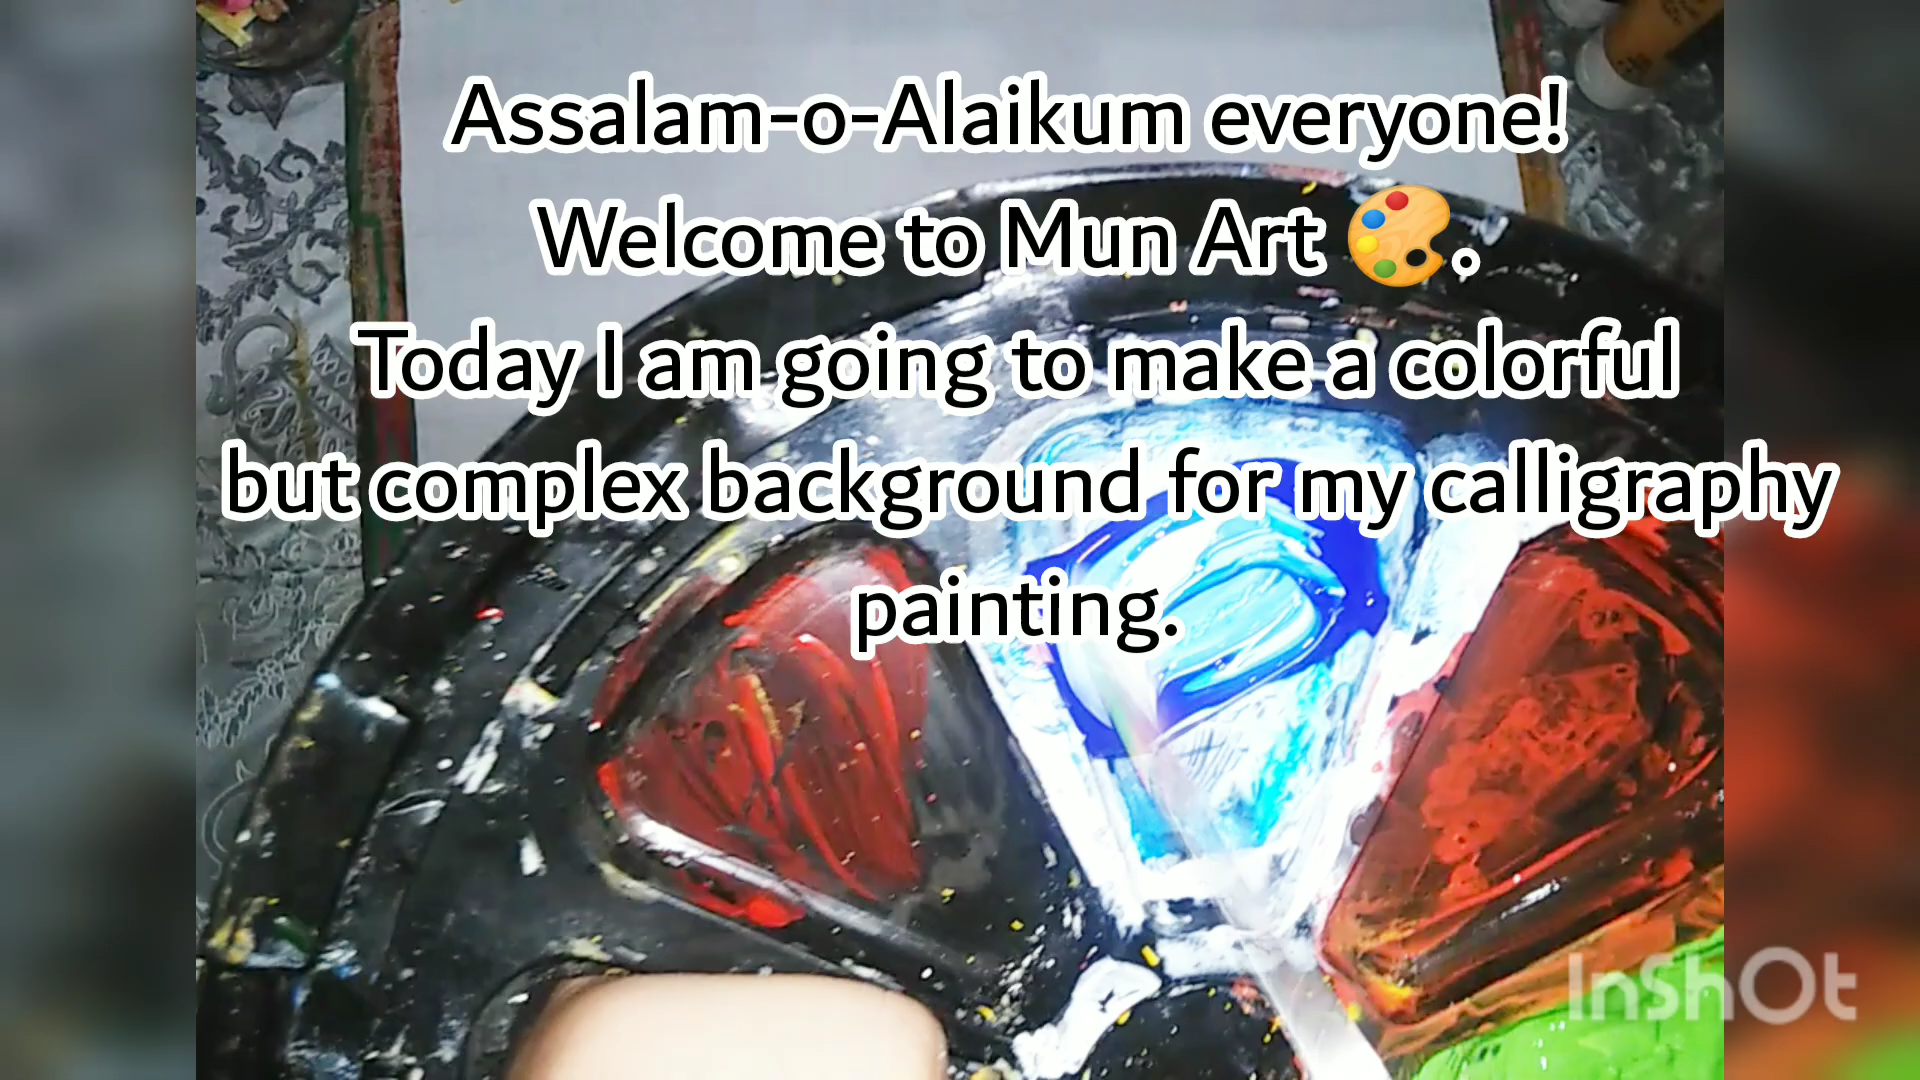 Assalam-o-Alaikum everyone!
Welcome to Mun Art 🎨.
Today I am going to make a colorful
but complex background for my calligraphy
painting.
InShOt